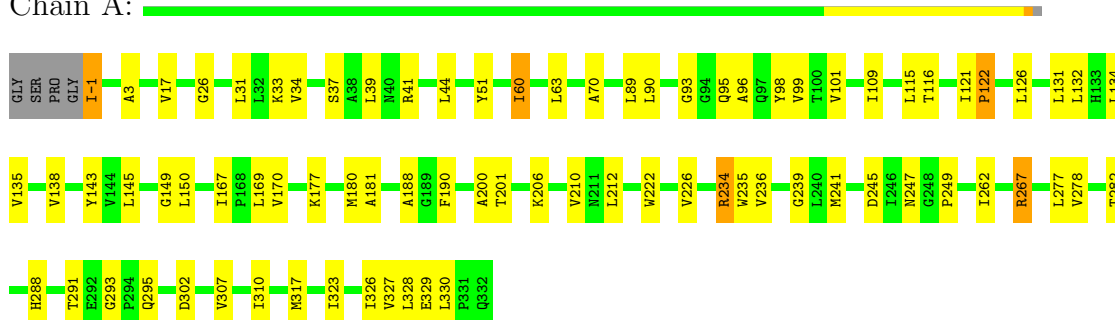 Chain A:
GLY SER PRO GLY I-1 A3 V17 G26 L31 L32 K33 V34 S37 A38 L39 N40 R41 L44 Y51 I60 L63 A70 L89 L90 G93 G94 Q95 A96 Q97 Y98 V99 T100 V101 I109 L115 T116 I121 P122 L126 L131 L132 H133 L134
V135 V138 Y143 V144 L145 G149 L150 I167 P168 L169 V170 K177 M180 A181 A188 G189 F190 A200 T201 K206 V210 N211 L212 W222 V226 R234 W235 V236 G239 L240 M241 D245 I246 N247 G248 P249 I262 R267 L277 V278 T282
H288 T291 E292 G293 P294 Q295 D302 V307 I310 M317 I323 I326 V327 L328 E329 L330 P331 Q332